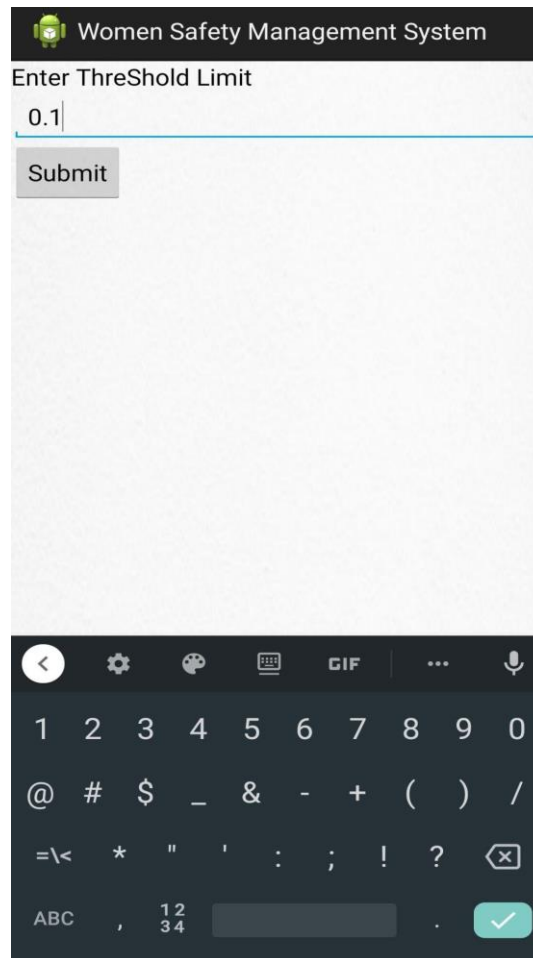 Women Safety Management System
Enter ThreShold Limit
0.1
Submit
GIF
1 2 3 4 5 6 7 8 9 0
@ # $ _ & - + ( ) /
=\< * " ' : ; ! ?
ABC , 12 .
34